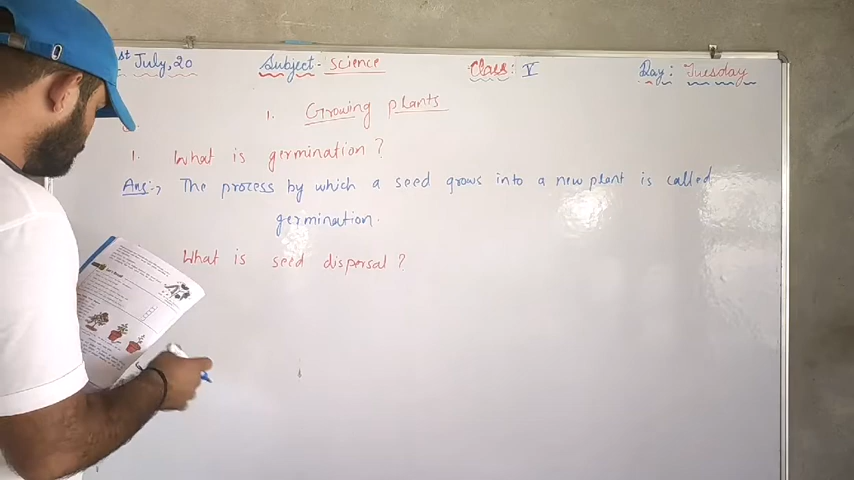 st July, 20 Subject - Science Class: V Day: Tuesday
1. Growing plants
1. What is germination?
Ans:→ The process by which a seed grows into a new plant is called
germination.
What is seed dispersal?